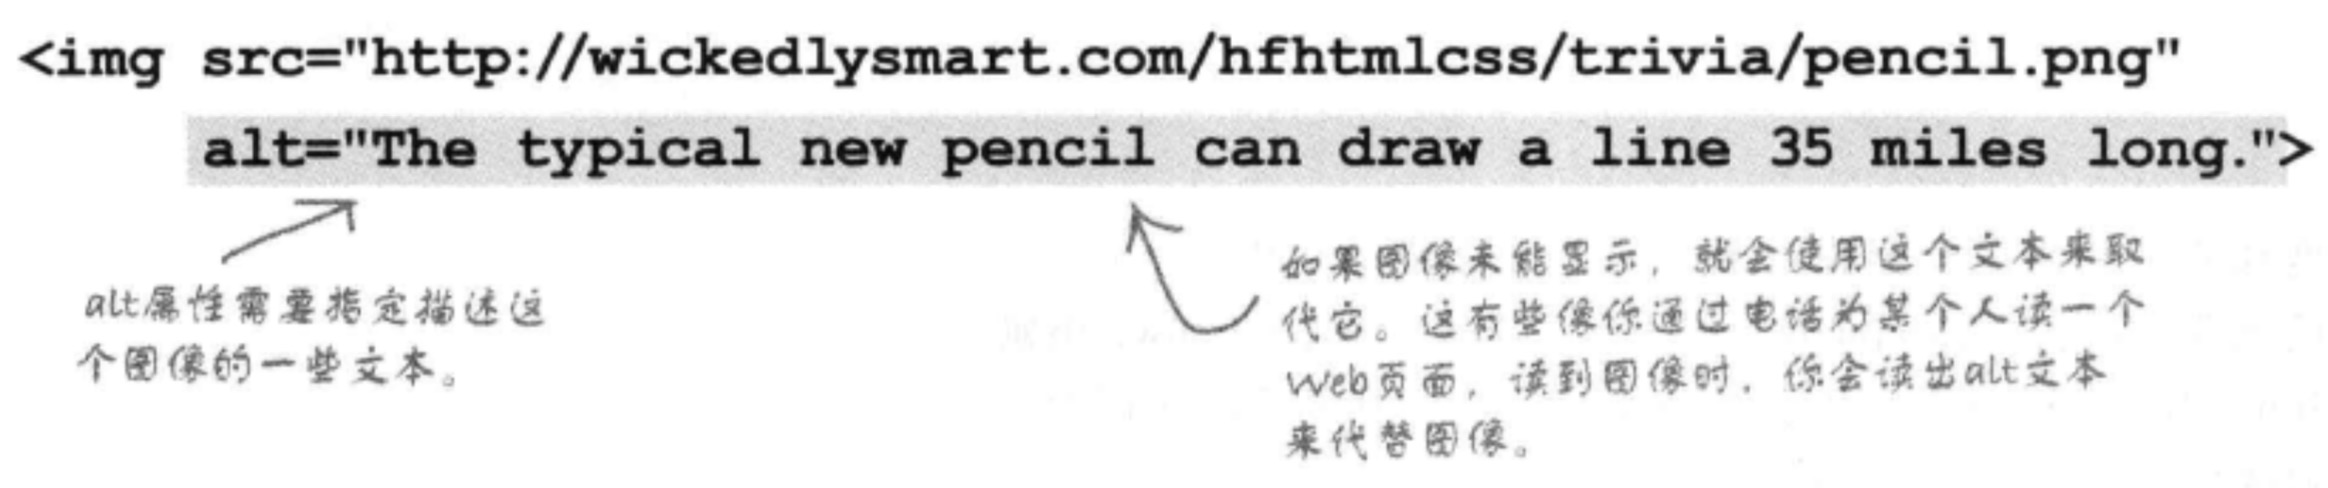 <img src="http://wickedlysmart.com/hfhtmlcss/trivia/pencil.png"
alt="The typical new pencil can draw a line 35 miles long.">
alt属性需要指定描述这
个图像的一些文本。
如果图像未能显示，就会使用这个文本来取
代它。这有些像你通过电话为某个人读一个
Web页面，读到图像时，你会读出alt文本
来代替图像。